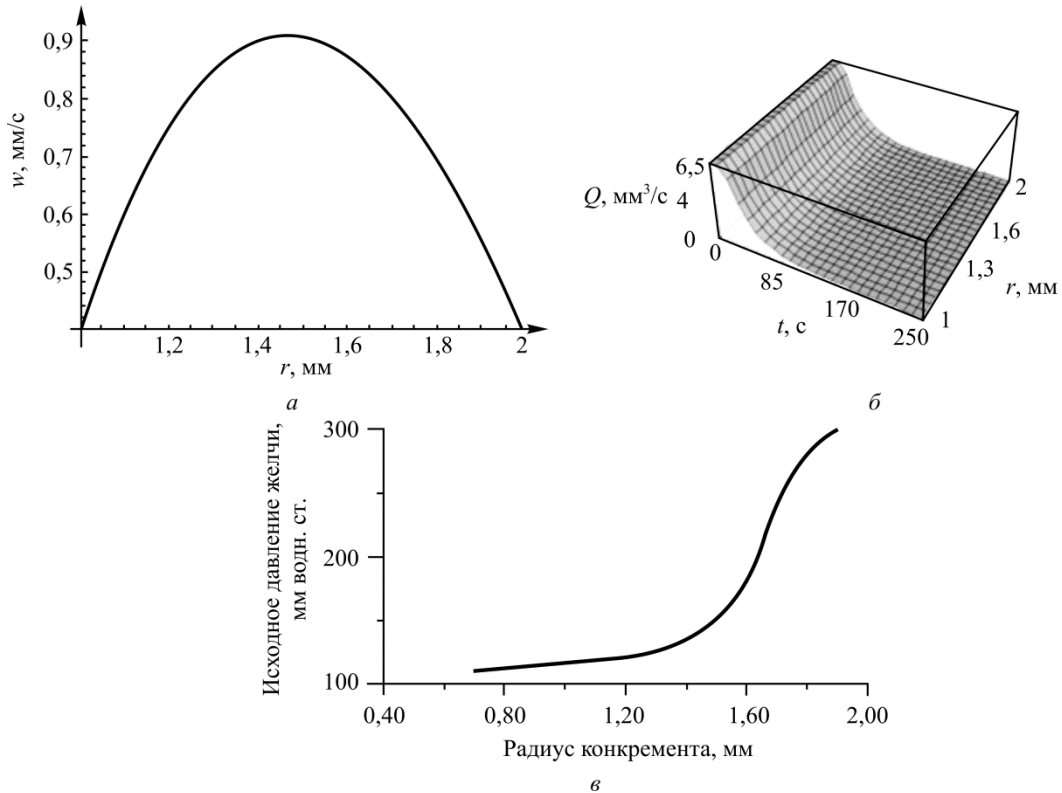 0,9
0,8
0,7
0,6
0,5
w, мм/с
1,2
1,4
1,6
1,8
2
r, мм
а
6,5
4
0
Q, мм³/с
0
85
170
250
t, с
1
1,3
1,6
2
r, мм
б
300
200
100
Исходное давление желчи,
мм водн. ст.
0,40
0,80
1,20
1,60
2,00
Радиус конкремента, мм
в